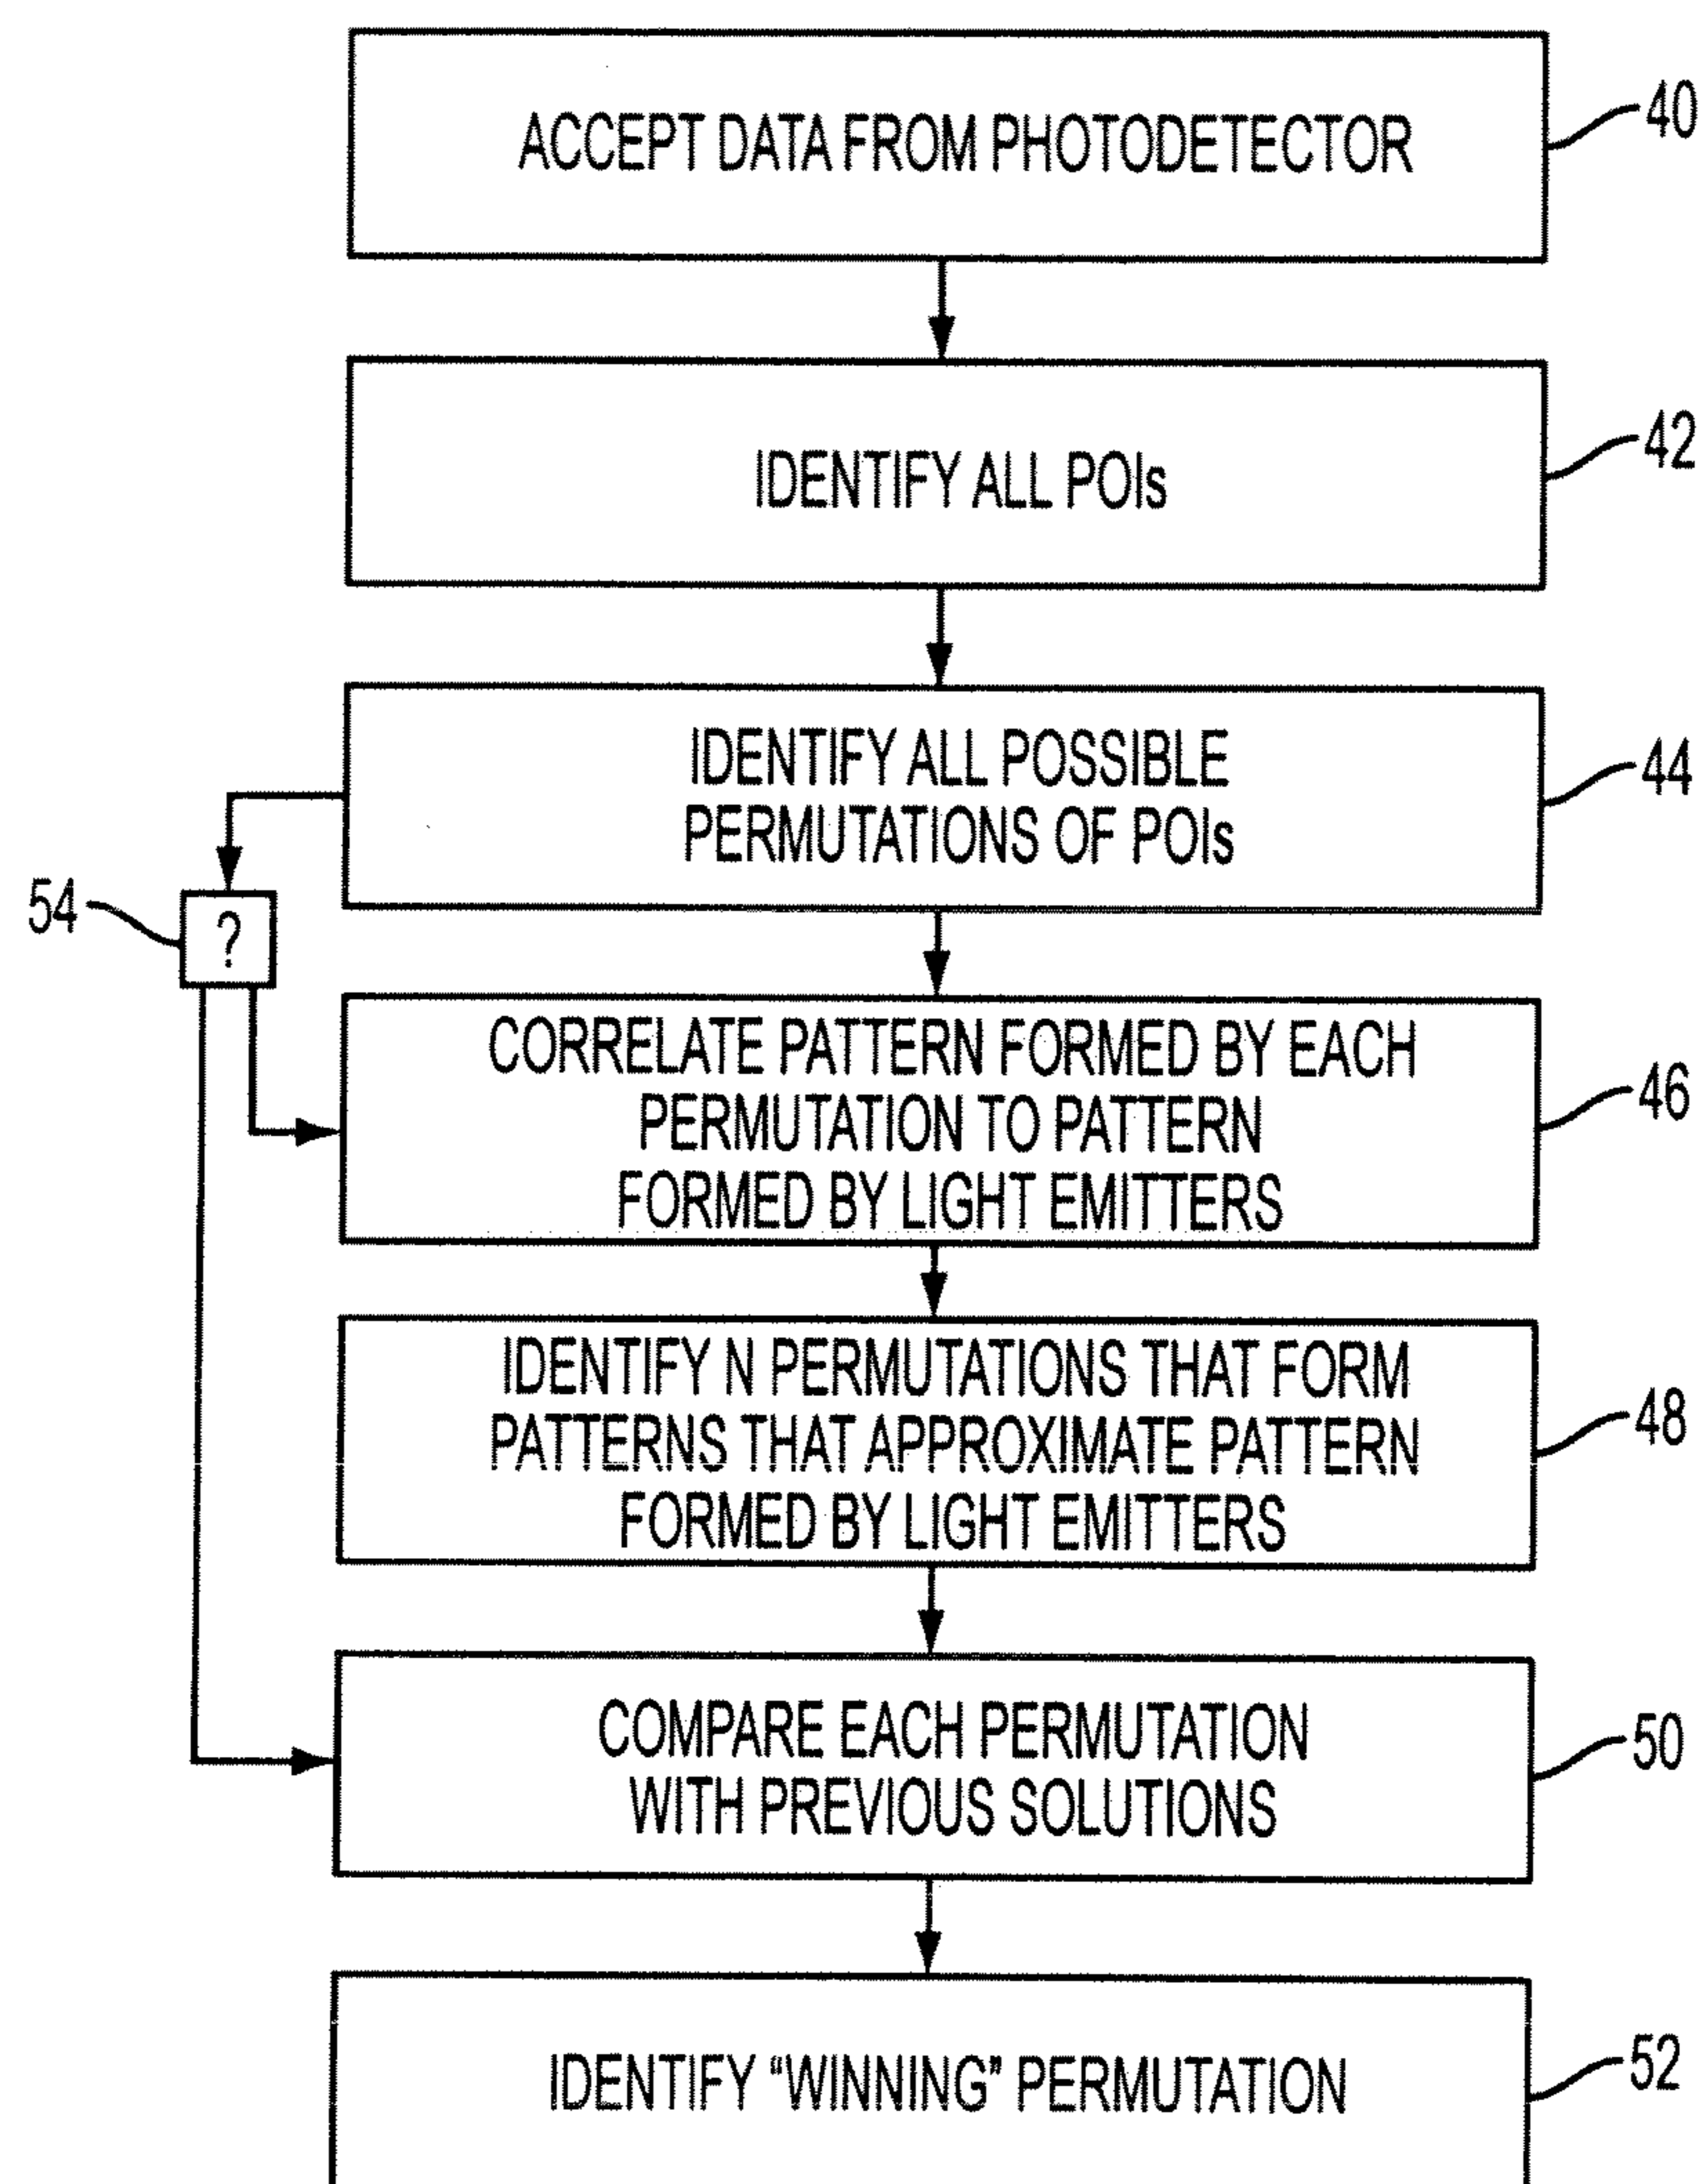 ACCEPT DATA FROM PHOTODETECTOR
40
IDENTIFY ALL POIs
42
IDENTIFY ALL POSSIBLE
PERMUTATIONS OF POIs
44
54
?
CORRELATE PATTERN FORMED BY EACH
PERMUTATION TO PATTERN
FORMED BY LIGHT EMITTERS
46
IDENTIFY N PERMUTATIONS THAT FORM
PATTERNS THAT APPROXIMATE PATTERN
FORMED BY LIGHT EMITTERS
48
COMPARE EACH PERMUTATION
WITH PREVIOUS SOLUTIONS
50
IDENTIFY “WINNING” PERMUTATION
52